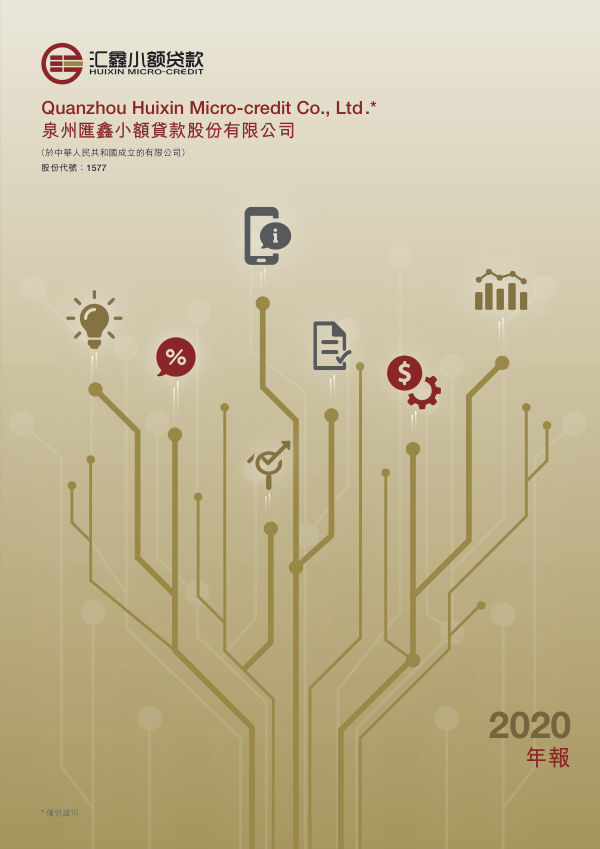 汇鑫小额贷款
HUIXIN MICRO-CREDIT
Quanzhou Huixin Micro-credit Co., Ltd.*
泉州匯鑫小額貸款股份有限公司
(於中華人民共和國成立的有限公司)
股份代號：1577
i
%
$
2020
年報
* 僅供識別